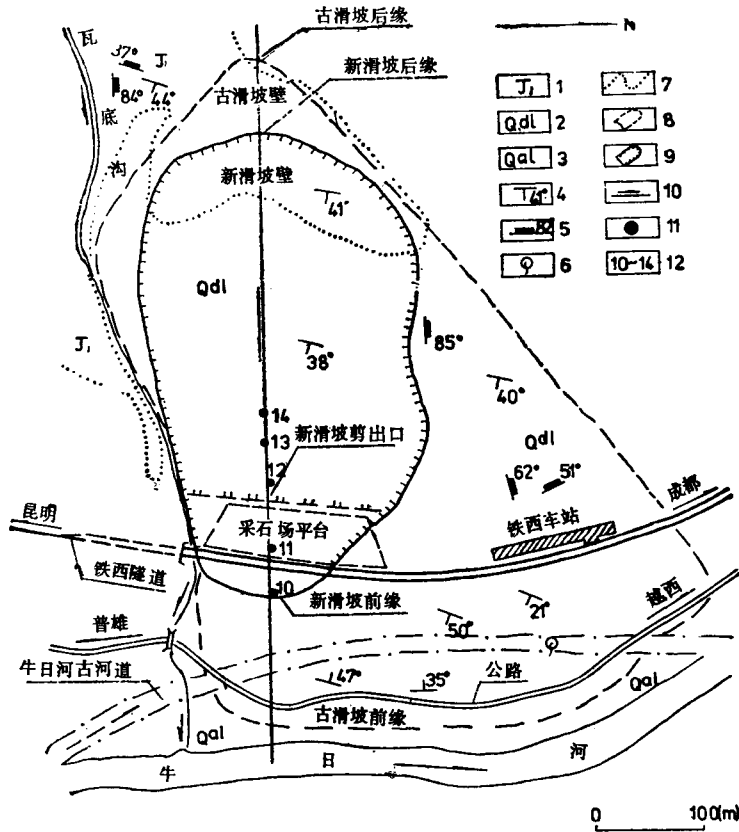 古滑坡后缘
N
瓦底沟
37°
J₁
84°
44°
新滑坡后缘
古滑坡壁
新滑坡壁
41°
J₁ 1
Qdl 2
Qal 3
41° 4
82 5
6
7
8
9
10
11
10-14 12
Qdl
J₁
38°
85°
40°
14
13
新滑坡剪出口
12
Qdl
62°
51°
昆明
采石场平台
铁西车站
成都
11
铁西隧道
10
新滑坡前缘
越西
普雄
50°
21°
牛日河古河道
47°
35°
公路
古滑坡前缘
Qal
Qal
牛日河
0 100(m)